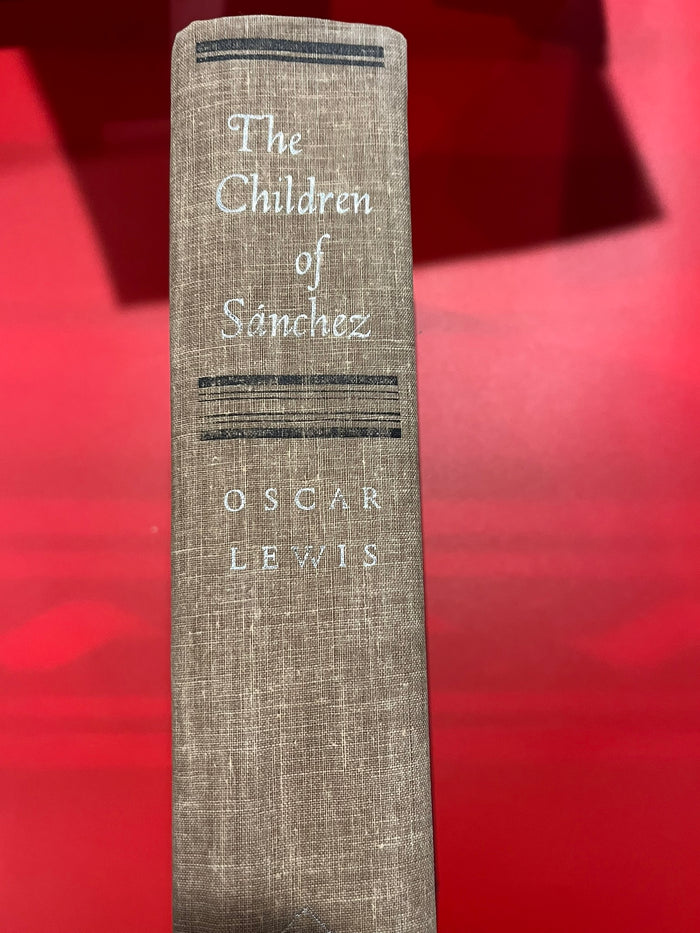 The
Children
of
Sánchez
OSCAR
LEWIS